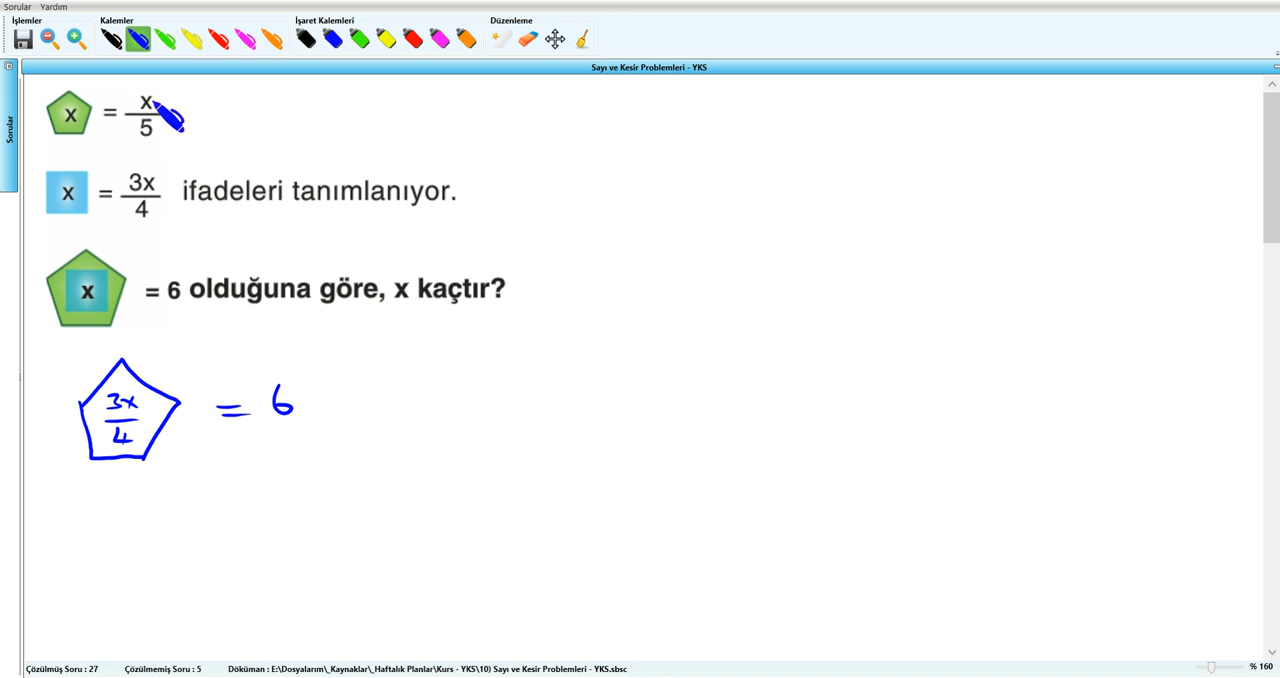 Sorular Yardım
İşlemler Kalemler İşaret Kalemleri Düzenleme
Sayı ve Kesir Problemleri - YKS
Sorular
x = x/5
x = 3x/4 ifadeleri tanımlanıyor.
x = 6 olduğuna göre, x kaçtır?
3x/4 = 6
Çözülmüş Soru : 27 Çözülmemiş Soru : 5 Döküman : E:\Dosyalarım\_Kaynaklar\_Haftalık Planlar\Kurs - YKS\10) Sayı ve Kesir Problemleri - YKS.sbsc % 160